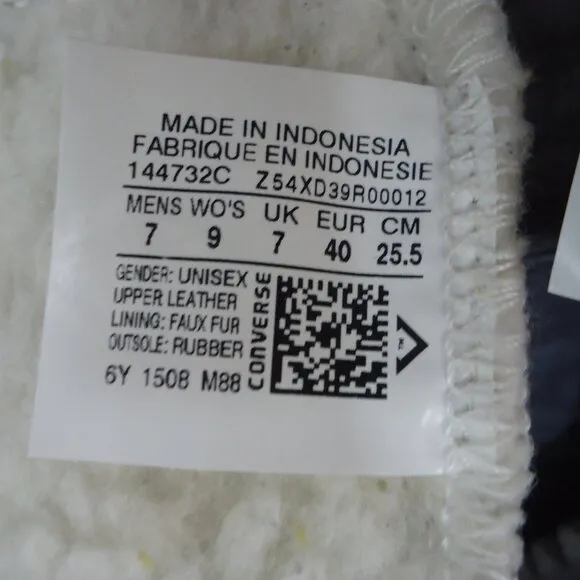 MADE IN INDONESIA
FABRIQUE EN INDONESIE
144732C Z54XD39R00012
MENS WO'S UK EUR CM
7 9 7 40 25.5
GENDER: UNISEX
UPPER LEATHER
LINING: FAUX FUR
OUTSOLE: RUBBER
6Y 1508 M88
CONVERSE